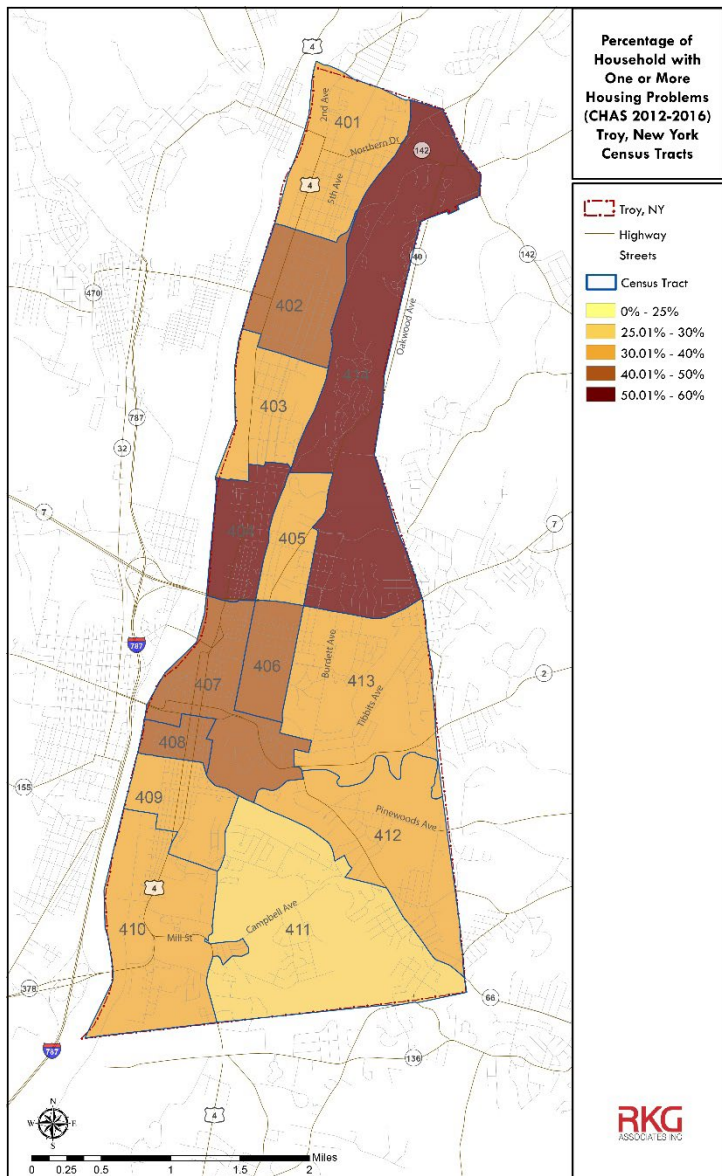 Percentage of
Household with
One or More
Housing Problems
(CHAS 2012-2016)
Troy, New York
Census Tracts
Troy, NY
Highway
Streets
Census Tract
0% - 25%
25.01% - 30%
30.01% - 40%
40.01% - 50%
50.01% - 60%
4
2nd Ave
401
Northern Dr
142
4
5th Ave
142
40
470
402
Oakwood Ave
414
403
787
32
7
404
405
7
787
Burdett Ave
406
413
2
407
Tibbits Ave
408
155
409
Pinewoods Ave
412
4
Campbell Ave
410
411
Mill St
378
66
787
136
4
N
W E
S
Miles
0 0.25 0.5 1 1.5 2
RKG
ASSOCIATES INC